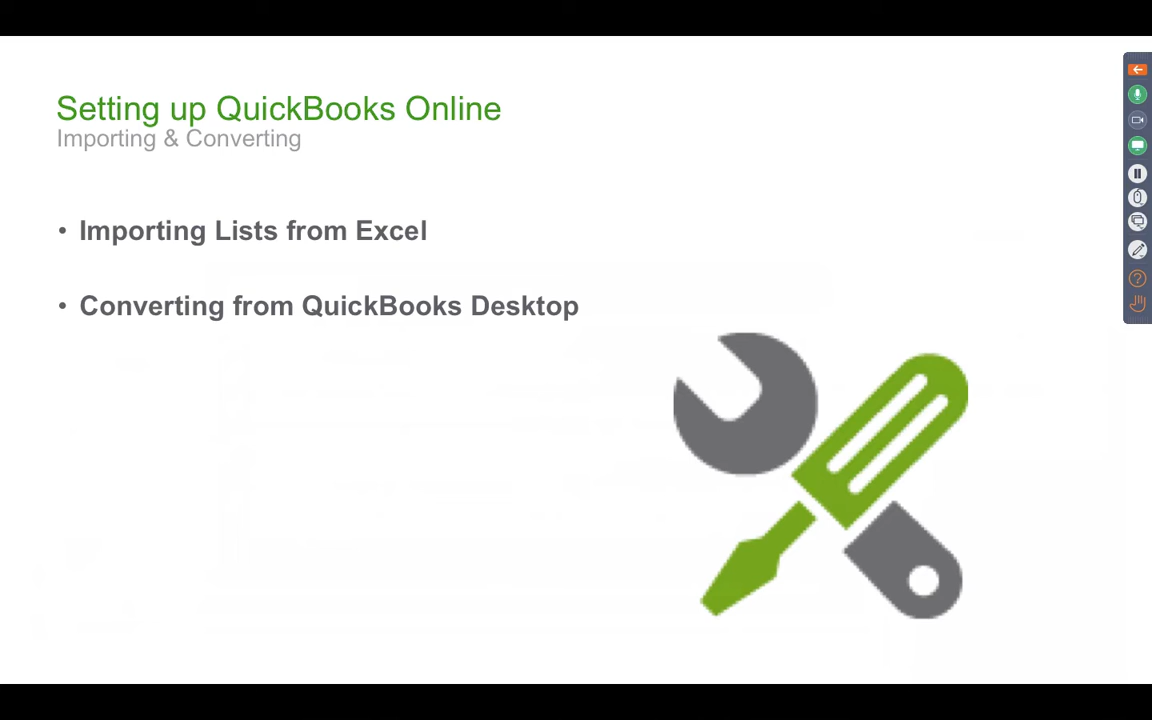 Setting up QuickBooks Online
Importing & Converting
• Importing Lists from Excel
• Converting from QuickBooks Desktop